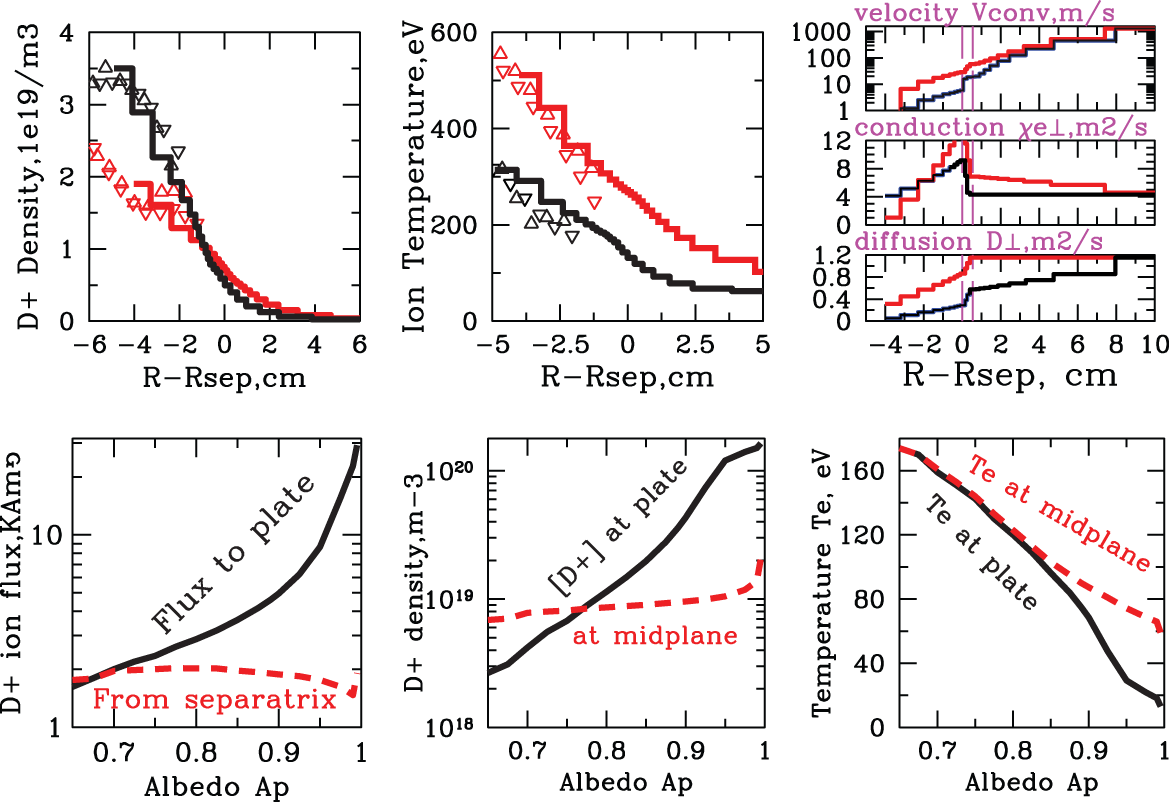 velocity Vconv,m/s
4
3
2
1
0
D+ Density,1e19/m3
-6 -4 -2 0 2 4 6
R-Rsep,cm
600
400
200
0
Ion Temperature,eV
-5 -2.5 0 2.5 5
R-Rsep,cm
1000
100
10
1
conduction χe⊥,m2/s
12
8
4
0
diffusion D⊥,m2/s
1.2
0.8
0.4
0
-4 -2 0 2 4 6 8 10
R-Rsep, cm
10
1
D+ ion flux,KAmp
Flux to plate
From separatrix
0.7 0.8 0.9 1
Albedo Ap
10²⁰
10¹⁹
10¹⁸
D+ density,m-3
[D+] at plate
at midplane
0.7 0.8 0.9 1
Albedo Ap
160
120
80
40
0
Temperature Te, eV
Te at midplane
Te at plate
0.7 0.8 0.9 1
Albedo Ap